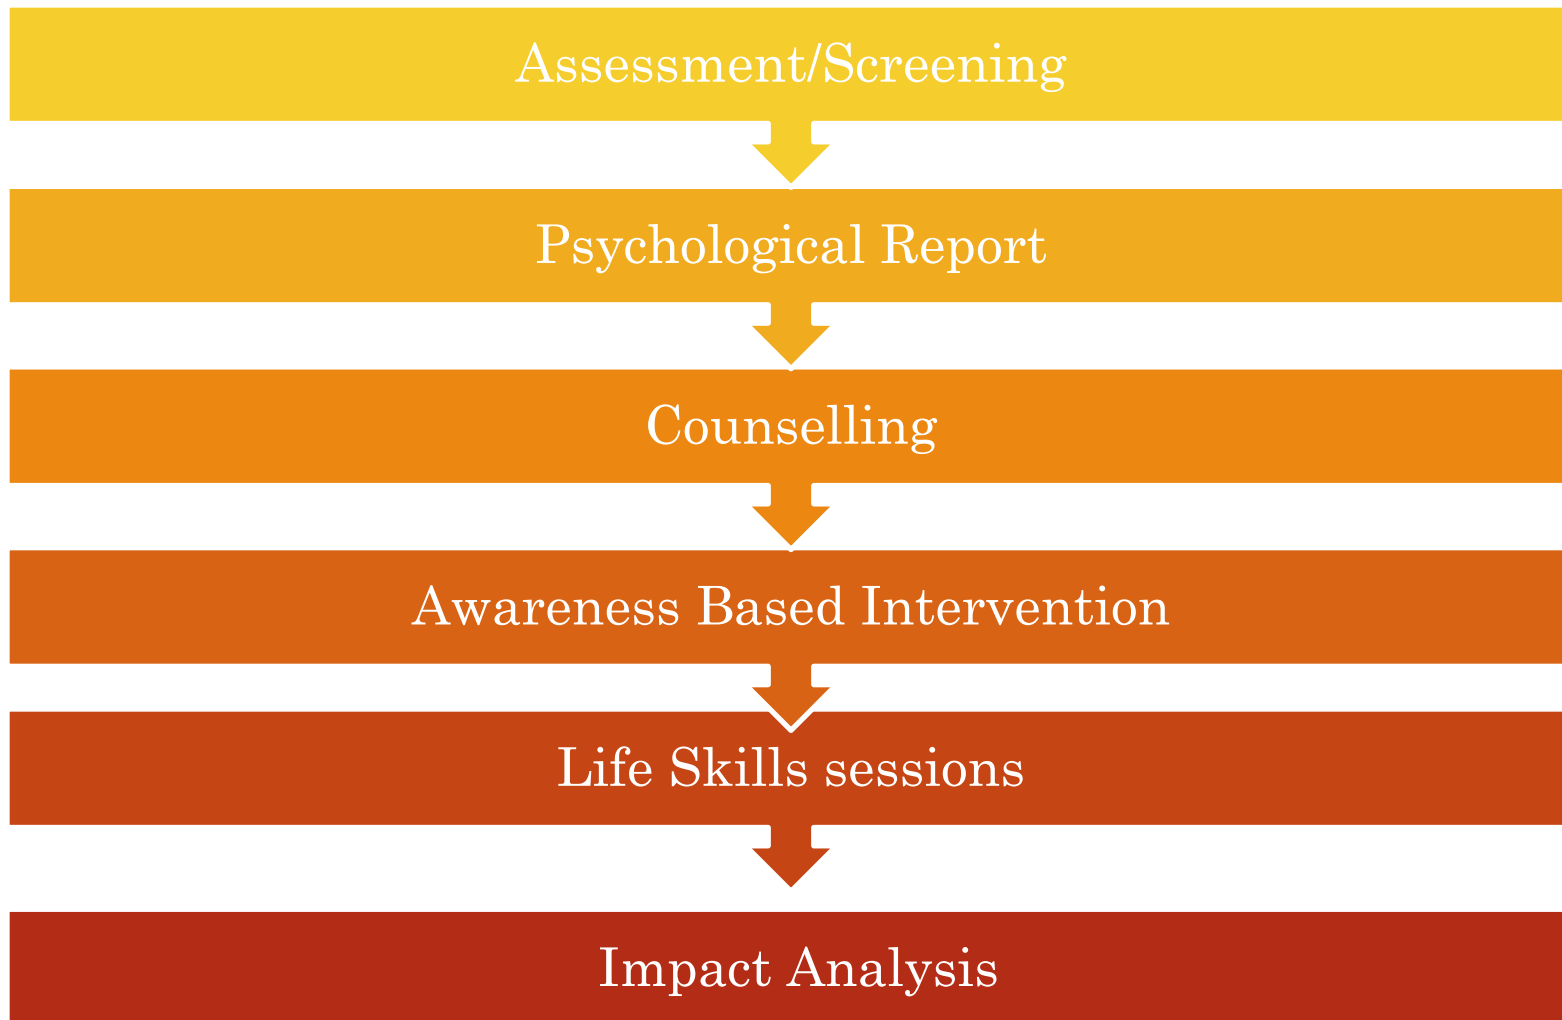 Assessment/Screening
Psychological Report
Counselling
Awareness Based Intervention
Life Skills sessions
Impact Analysis